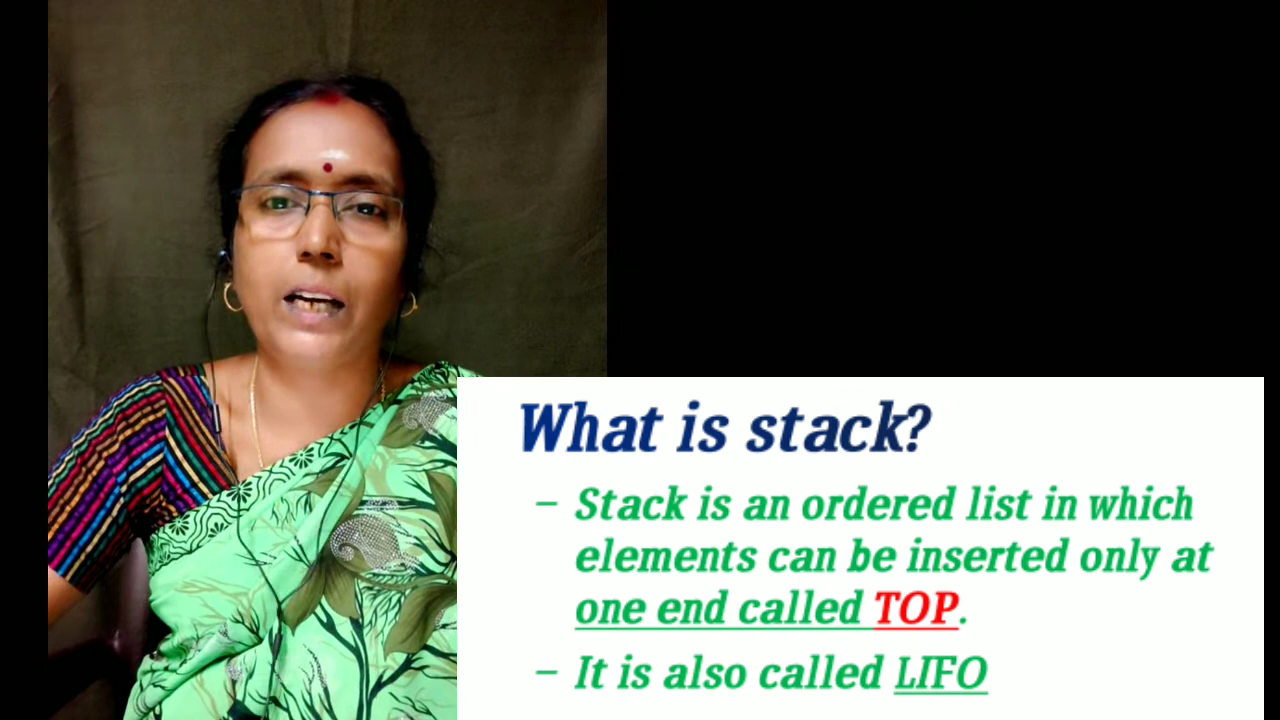 What is stack?
– Stack is an ordered list in which
elements can be inserted only at
one end called TOP.
– It is also called LIFO